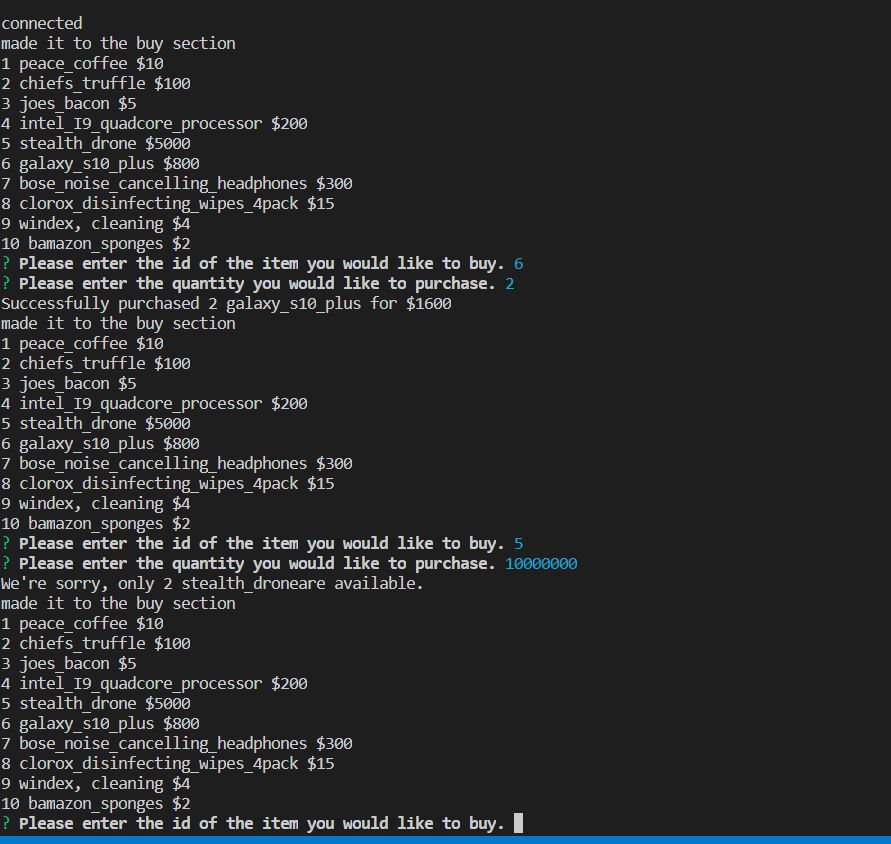 connected
made it to the buy section
1 peace_coffee $10
2 chiefs_truffle $100
3 joes_bacon $5
4 intel_I9_quadcore_processor $200
5 stealth_drone $5000
6 galaxy_s10_plus $800
7 bose_noise_cancelling_headphones $300
8 clorox_disinfecting_wipes_4pack $15
9 windex, cleaning $4
10 bamazon_sponges $2
? Please enter the id of the item you would like to buy. 6
? Please enter the quantity you would like to purchase. 2
Successfully purchased 2 galaxy_s10_plus for $1600
made it to the buy section
1 peace_coffee $10
2 chiefs_truffle $100
3 joes_bacon $5
4 intel_I9_quadcore_processor $200
5 stealth_drone $5000
6 galaxy_s10_plus $800
7 bose_noise_cancelling_headphones $300
8 clorox_disinfecting_wipes_4pack $15
9 windex, cleaning $4
10 bamazon_sponges $2
? Please enter the id of the item you would like to buy. 5
? Please enter the quantity you would like to purchase. 10000000
We're sorry, only 2 stealth_droneare available.
made it to the buy section
1 peace_coffee $10
2 chiefs_truffle $100
3 joes_bacon $5
4 intel_I9_quadcore_processor $200
5 stealth_drone $5000
6 galaxy_s10_plus $800
7 bose_noise_cancelling_headphones $300
8 clorox_disinfecting_wipes_4pack $15
9 windex, cleaning $4
10 bamazon_sponges $2
? Please enter the id of the item you would like to buy.